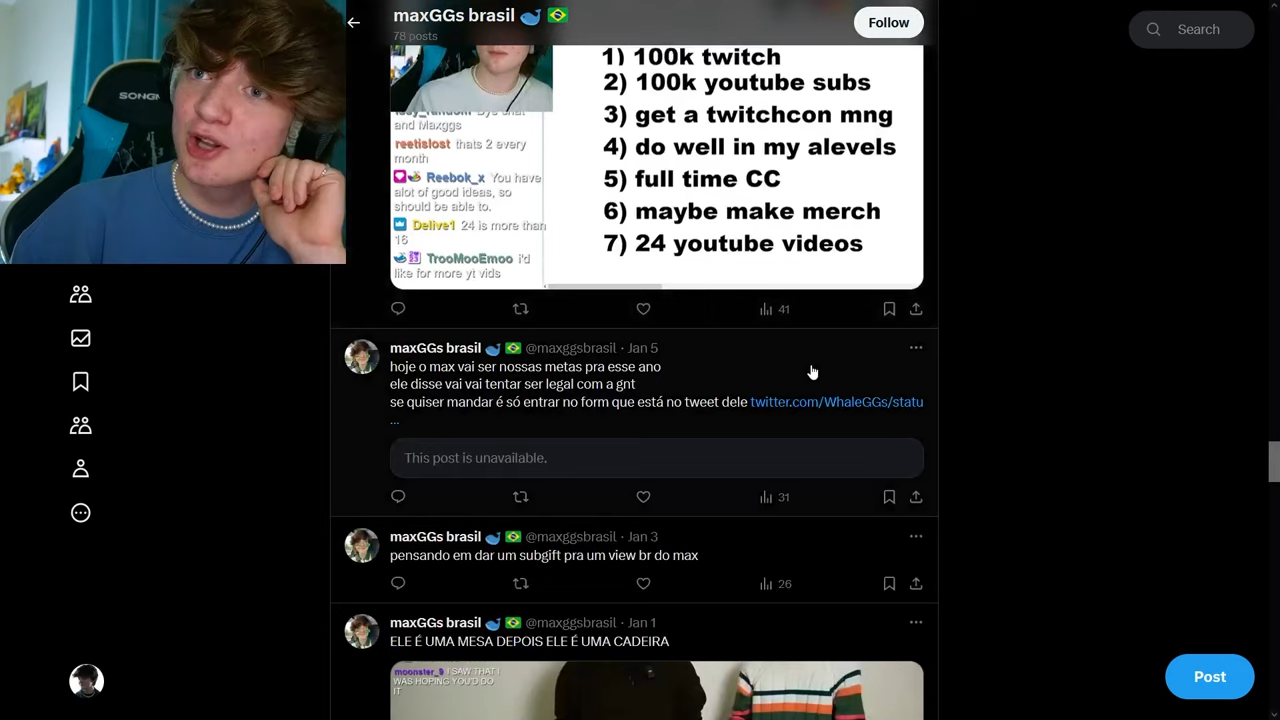 SONGM
maxGGs brasil 🐋 🇧🇷
78 posts
Follow
Search
and Maxggs
reetislost thats 2 every
month
Reebok_x You have
alot of good ideas, so
should be able to.
Delive1 24 is more than
16
TrooMooEmoo i'd
like for more yt vids
1) 100k twitch
2) 100k youtube subs
3) get a twitchcon mng
4) do well in my alevels
5) full time CC
6) maybe make merch
7) 24 youtube videos
41
maxGGs brasil 🐋 🇧🇷 @maxggsbrasil · Jan 5
hoje o max vai ser nossas metas pra esse ano
ele disse vai vai tentar ser legal com a gnt
se quiser mandar é só entrar no form que está no tweet dele twitter.com/WhaleGGs/statu
…
This post is unavailable.
31
maxGGs brasil 🐋 🇧🇷 @maxggsbrasil · Jan 3
pensando em dar um subgift pra um view br do max
26
maxGGs brasil 🐋 🇧🇷 @maxggsbrasil · Jan 1
ELE É UMA MESA DEPOIS ELE É UMA CADEIRA
moonster_9 I SAW THAT I
WAS HOPING YOU'D DO
IT
Post